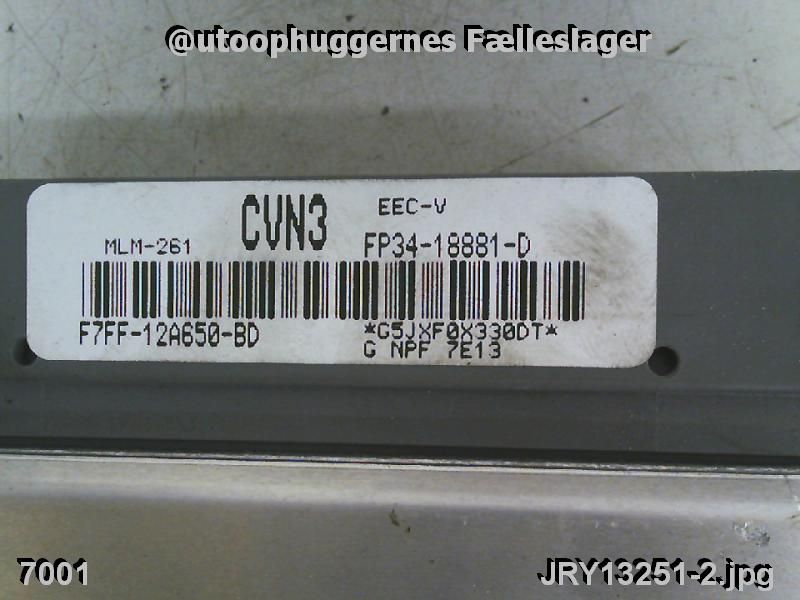 @utoophuggernes Fælleslager
CVN3
EEC-V
MLM-261
FP34-18881-D
F7FF-12A650-BD
*G5JXF0X330DT*
G NPF 7E13
7001
JRY13251-2.jpg